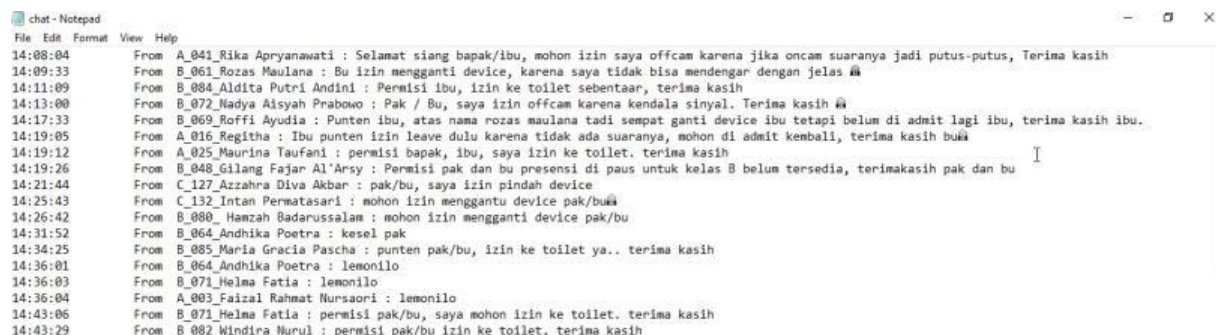 chat - Notepad
File Edit Format View Help
14:08:04 From A_041_Rika Apryanawati : Selamat siang bapak/ibu, mohon izin saya offcam karena jika oncam suaranya jadi putus-putus, Terima kasih
14:09:33 From B_061_Rozas Maulana : Bu izin mengganti device, karena saya tidak bisa mendengar dengan jelas 🙏
14:11:09 From B_084_Aldita Putri Andini : Permisi ibu, izin ke toilet sebentaar, terima kasih
14:13:00 From B_072_Nadya Aisyah Prabowo : Pak / Bu, saya izin offcam karena kendala sinyal. Terima kasih 🙏
14:17:33 From B_069_Roffi Ayudia : Punten ibu, atas nama rozas maulana tadi sempat ganti device ibu tetapi belum di admit lagi ibu, terima kasih ibu.
14:19:05 From A_016_Regitha : Ibu punten izin leave dulu karena tidak ada suaranya, mohon di admit kembali, terima kasih bu🙏
14:19:12 From A_025_Maurina Taufani : permisi bapak, ibu, saya izin ke toilet. terima kasih
14:19:26 From B_048_Gilang Fajar Al'Arsy : Permisi pak dan bu presensi di paus untuk kelas B belum tersedia, terimakasih pak dan bu
14:21:44 From C_127_Azzahra Diva Akbar : pak/bu, saya izin pindah device
14:25:43 From C_132_Intan Permatasari : mohon izin menggantu device pak/bu🙏
14:26:42 From B_080_ Hamzah Badarussalam : mohon izin mengganti device pak/bu
14:31:52 From B_064_Andhika Poetra : kesel pak
14:34:25 From B_085_Maria Gracia Pascha : punten pak/bu, izin ke toilet ya.. terima kasih
14:36:01 From B_064_Andhika Poetra : lemonilo
14:36:03 From B_071_Helma Fatia : lemonilo
14:36:04 From A_003_Faizal Rahmat Nursaori : lemonilo
14:43:06 From B_071_Helma Fatia : permisi pak/bu, saya mohon izin ke toilet. terima kasih
14:43:29 From B_082_Windira Nurul : permisi pak/bu izin ke toilet. terima kasih